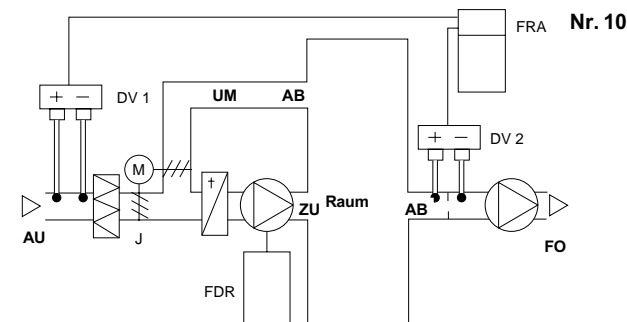 FRA Nr. 10
+ − DV 1
UM AB
+ − DV 2
M
†
ZU Raum AB
AU J FO
FDR